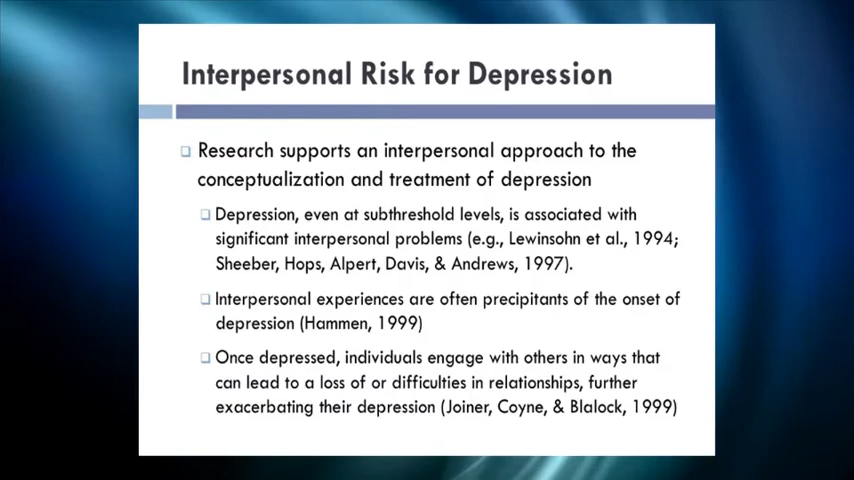 Interpersonal Risk for Depression
Research supports an interpersonal approach to the
conceptualization and treatment of depression
Depression, even at subthreshold levels, is associated with
significant interpersonal problems (e.g., Lewinsohn et al., 1994;
Sheeber, Hops, Alpert, Davis, & Andrews, 1997).
Interpersonal experiences are often precipitants of the onset of
depression (Hammen, 1999)
Once depressed, individuals engage with others in ways that
can lead to a loss of or difficulties in relationships, further
exacerbating their depression (Joiner, Coyne, & Blalock, 1999)